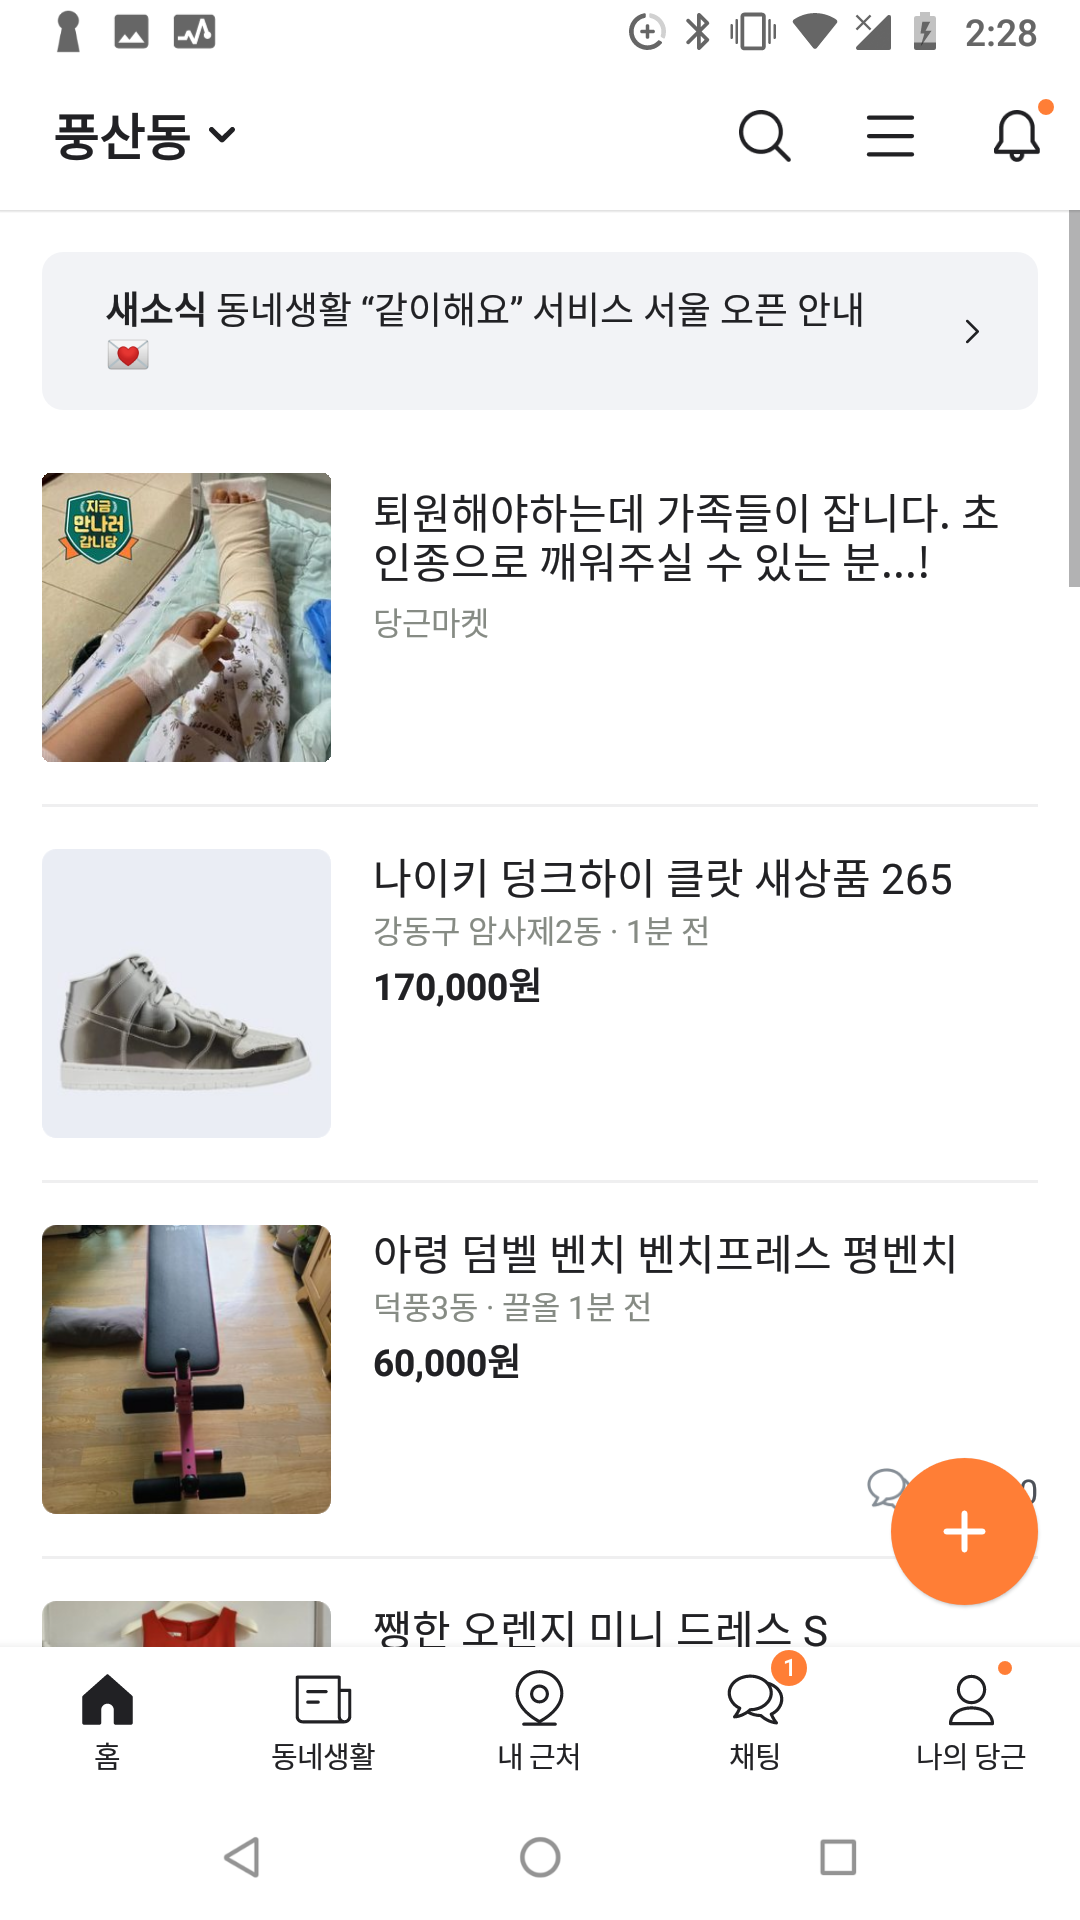 2:28
풍산동
새소식 동네생활 “같이해요” 서비스 서울 오픈 안내
💌
지금
만나러
갑니당
퇴원해야하는데 가족들이 잡니다. 초
인종으로 깨워주실 수 있는 분...!
당근마켓
나이키 덩크하이 클랏 새상품 265
강동구 암사제2동 · 1분 전
170,000원
아령 덤벨 벤치 벤치프레스 평벤치
덕풍3동 · 끌올 1분 전
60,000원
0
쨍한 오렌지 미니 드레스 S
1
홈
동네생활
내 근처
채팅
나의 당근